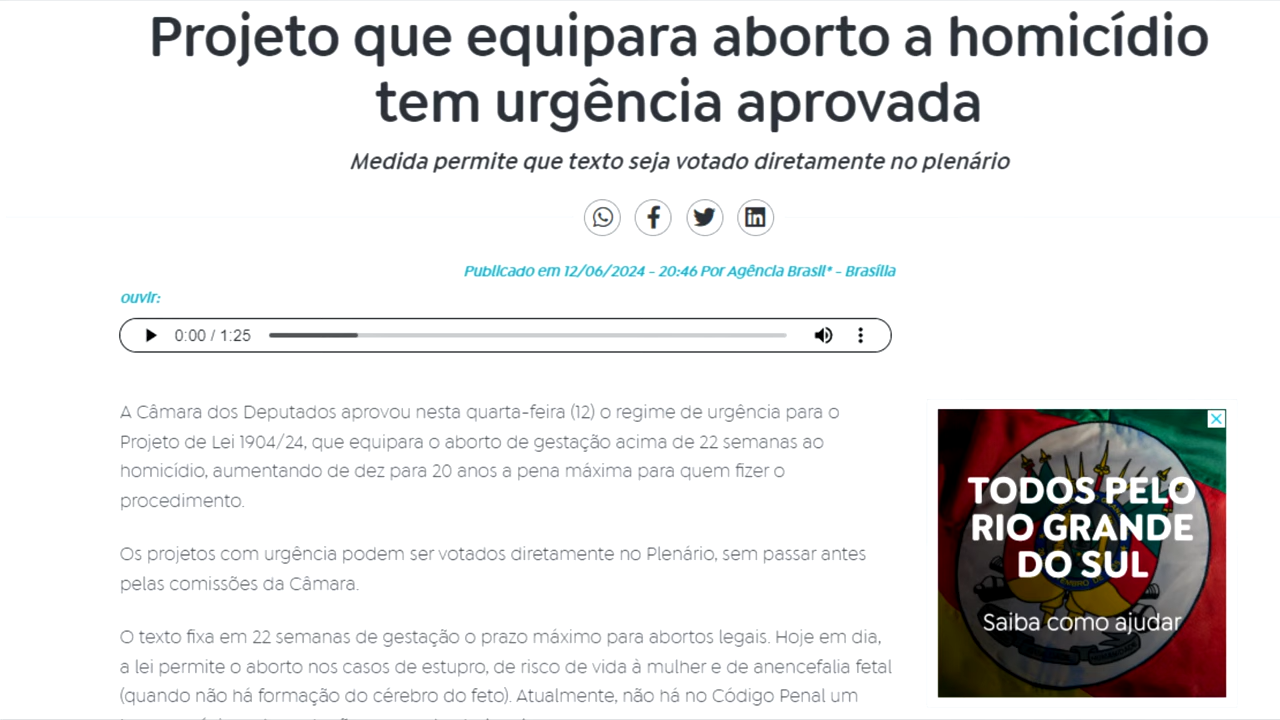 Projeto que equipara aborto a homicídio
tem urgência aprovada
Medida permite que texto seja votado diretamente no plenário
Publicado em 12/06/2024 - 20:46 Por Agência Brasil* - Brasília
ouvir:
0:00 / 1:25
A Câmara dos Deputados aprovou nesta quarta-feira (12) o regime de urgência para o
Projeto de Lei 1904/24, que equipara o aborto de gestação acima de 22 semanas ao
homicídio, aumentando de dez para 20 anos a pena máxima para quem fizer o
procedimento.
Os projetos com urgência podem ser votados diretamente no Plenário, sem passar antes
pelas comissões da Câmara.
O texto fixa em 22 semanas de gestação o prazo máximo para abortos legais. Hoje em dia,
a lei permite o aborto nos casos de estupro, de risco de vida à mulher e de anencefalia fetal
(quando não há formação do cérebro do feto). Atualmente, não há no Código Penal um
TODOS PELO
RIO GRANDE
DO SUL
Saiba como ajudar